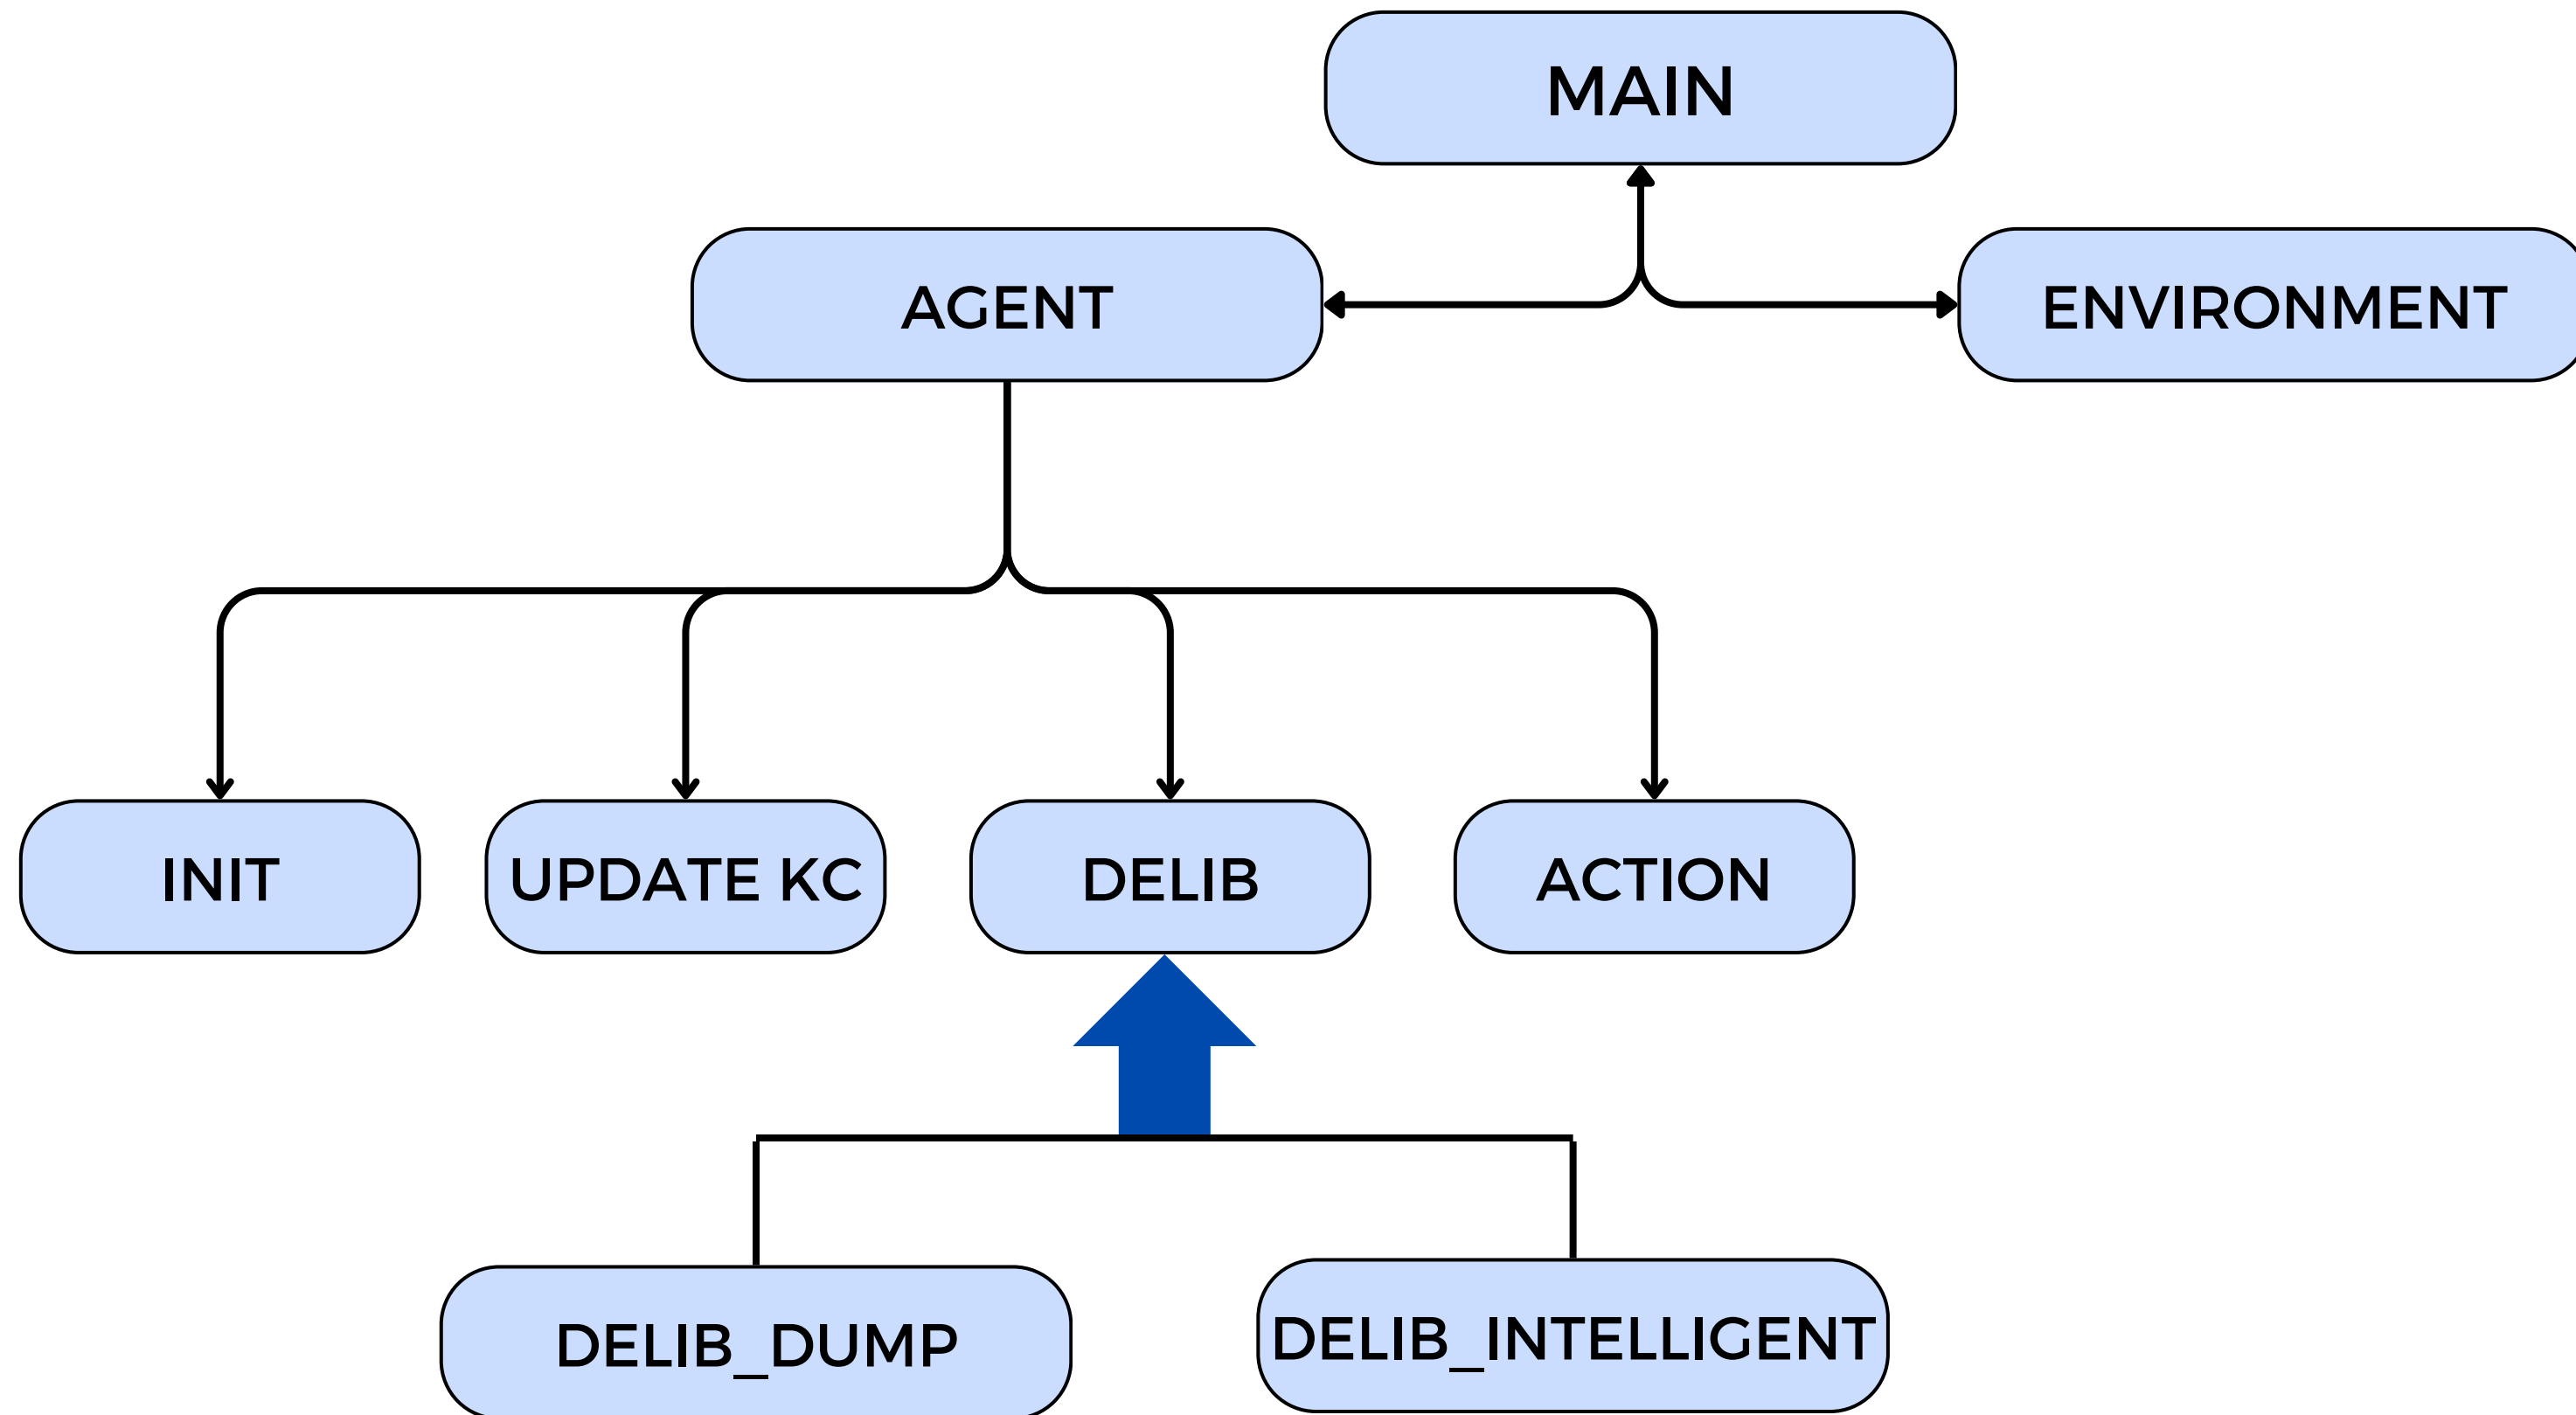 MAIN
AGENT
ENVIRONMENT
INIT
UPDATE KC
DELIB
ACTION
DELIB_DUMP
DELIB_INTELLIGENT